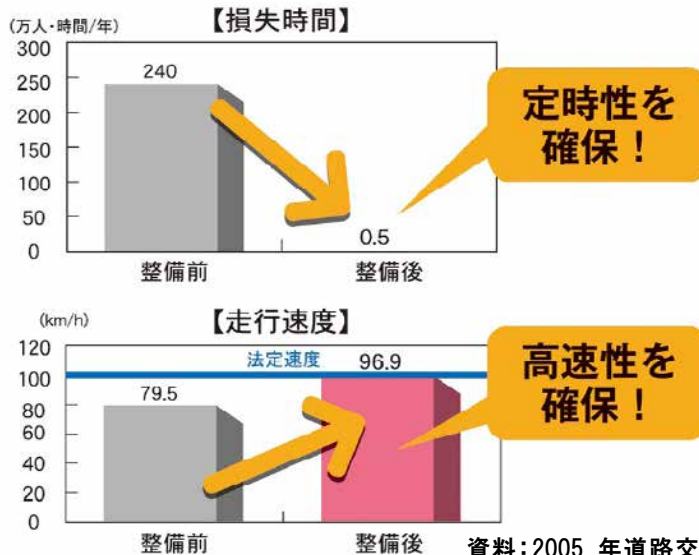 (万人・時間/年)
【損失時間】
300
250
200
150
100
50
0
240
0.5
整備前
整備後
定時性を
確保！
(km/h)
【走行速度】
120
100
80
60
40
20
0
法定速度
79.5
96.9
整備前
整備後
高速性を
確保！
資料：2005 年道路交